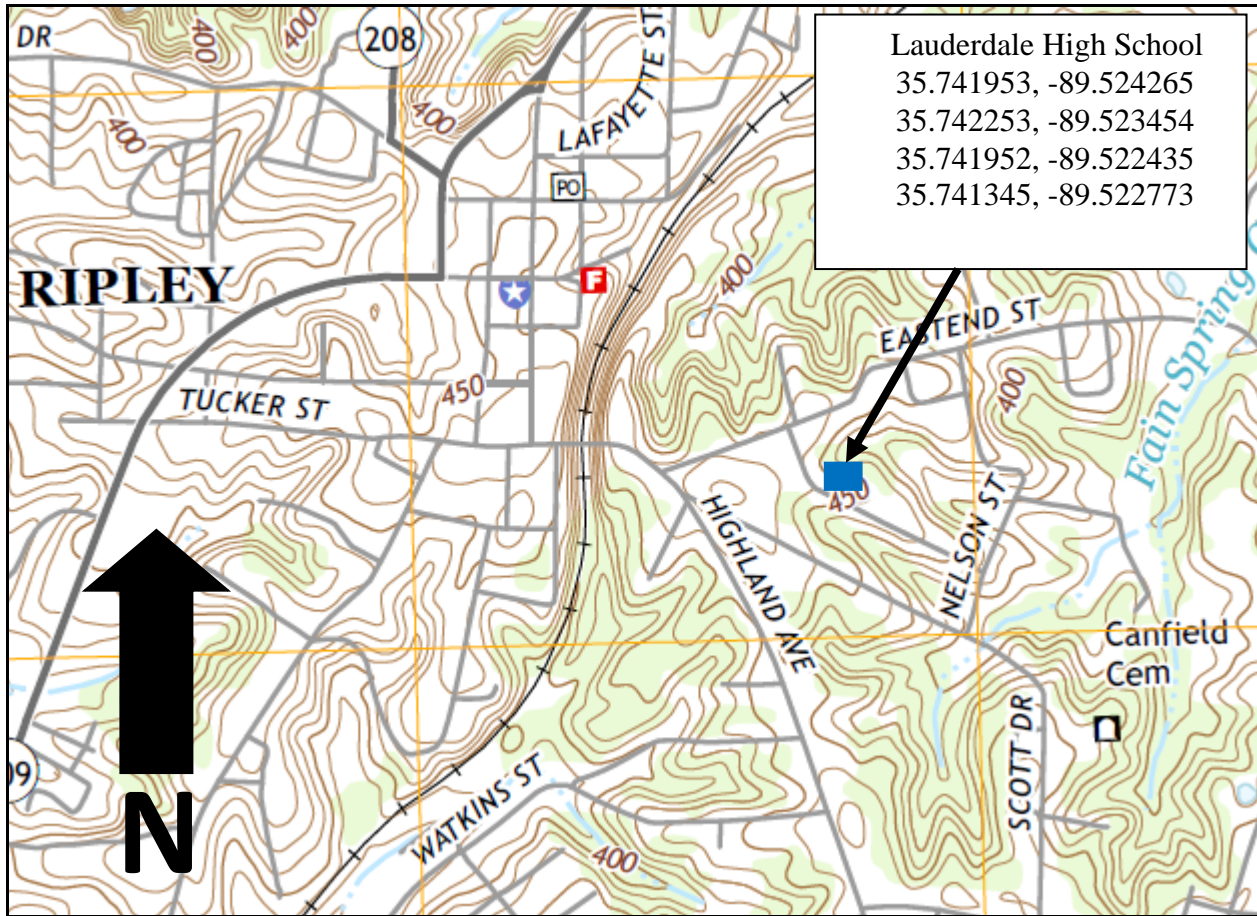 DR
400
400
208
Lauderdale High School
35.741953, -89.524265
35.742253, -89.523454
35.741952, -89.522435
35.741345, -89.522773
400
400
LAFAYETTE ST
PO
RIPLEY
F
400
EASTEND ST
Fain Spring
450
TUCKER ST
400
450
HIGHLAND AVE
NELSON ST
Canfield
Cem
SCOTT DR
09
N
WATKINS ST
400